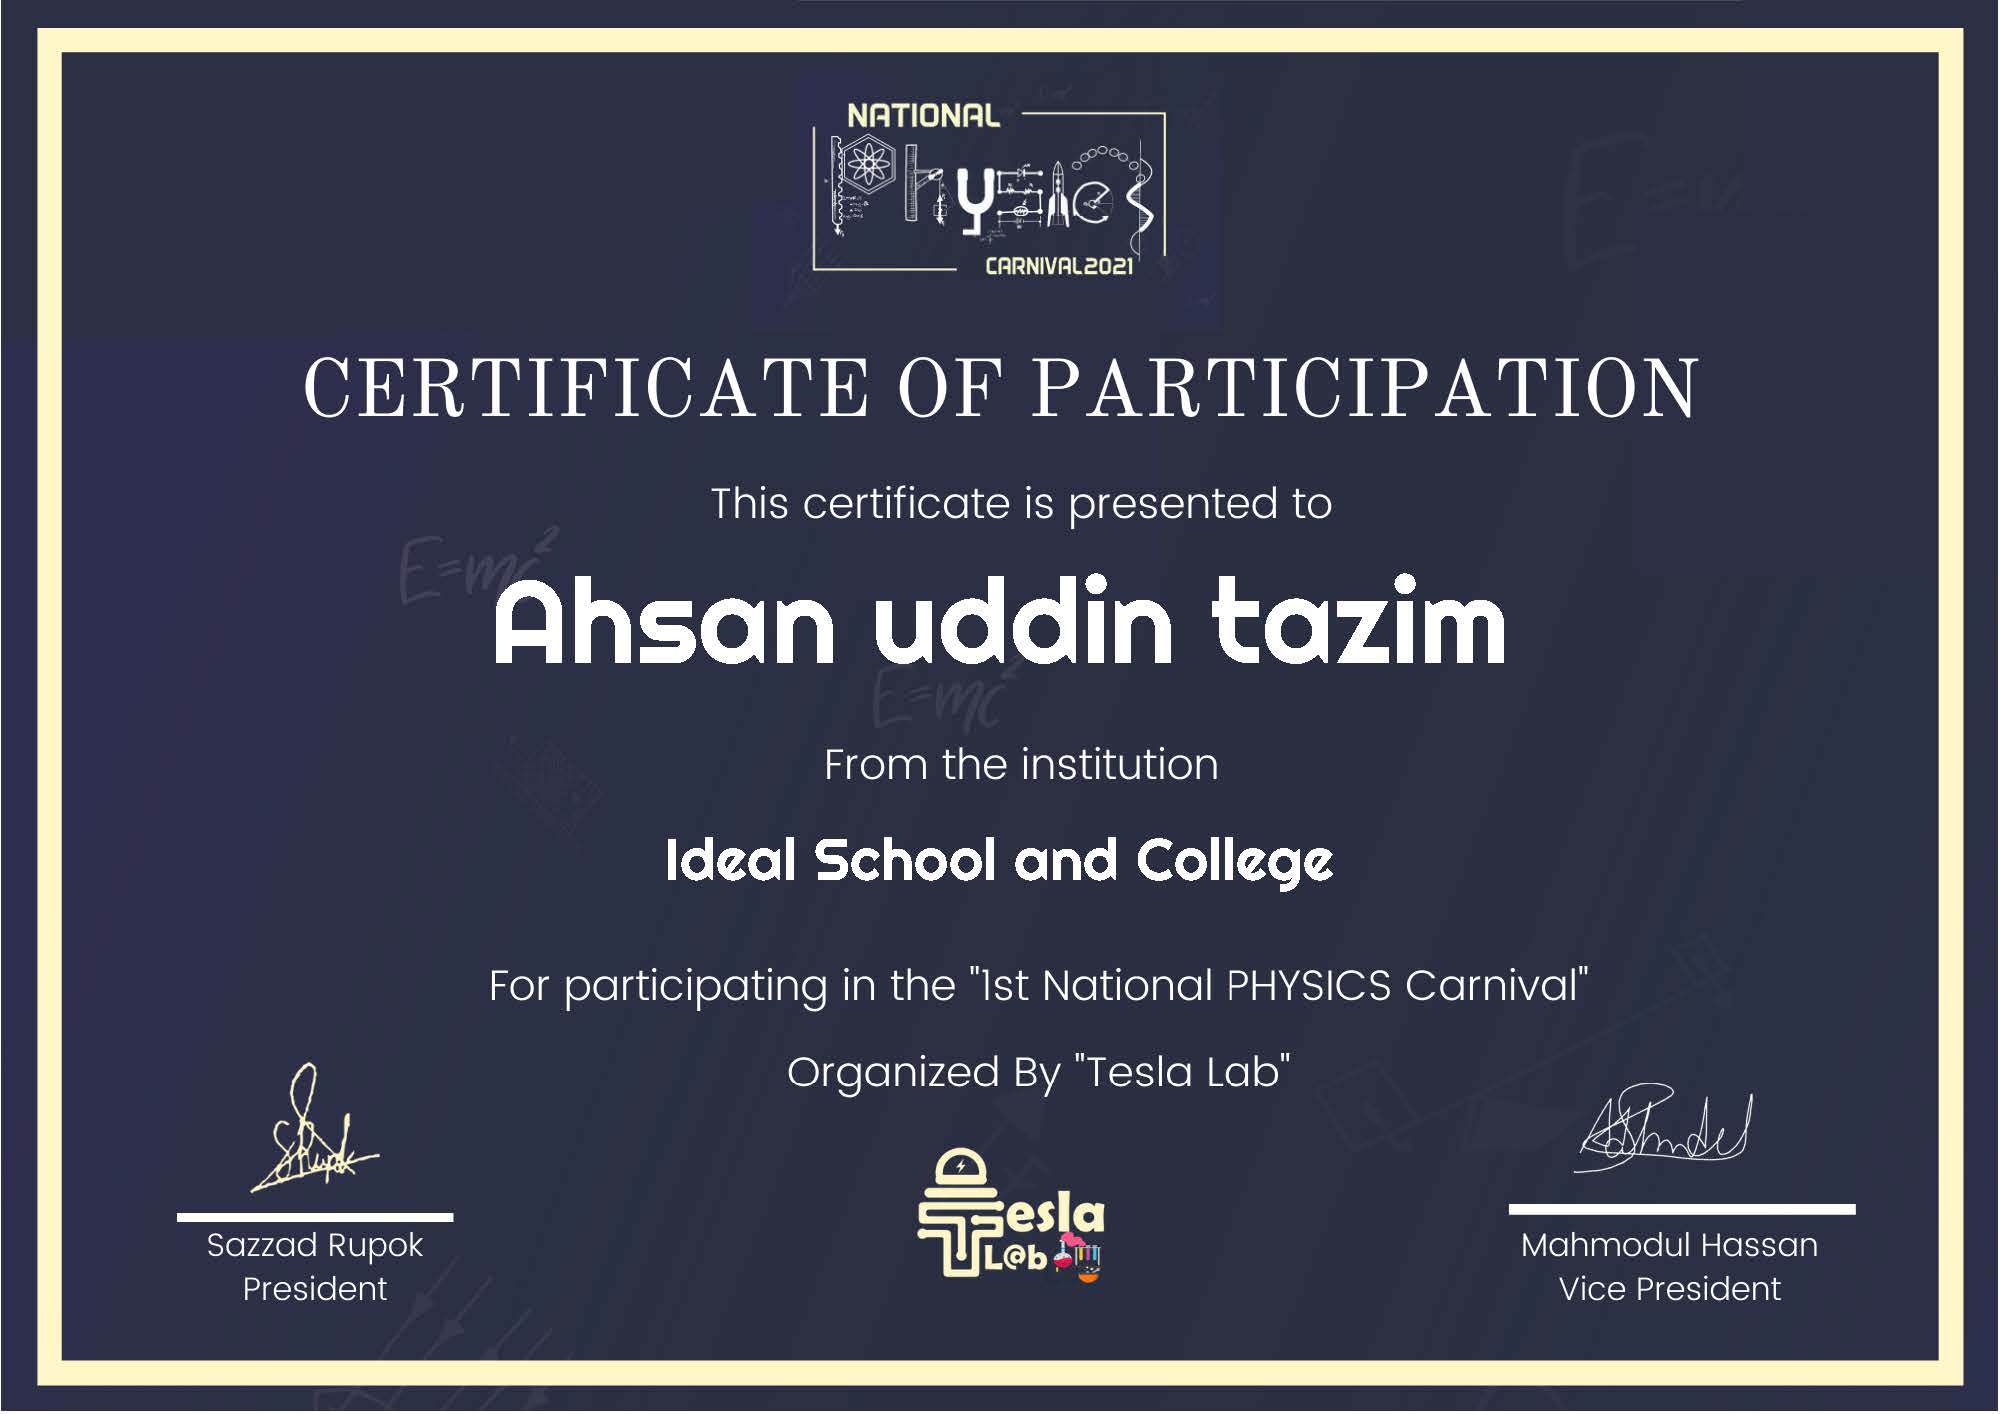 NATIONAL
Physics
CARNIVAL2021
CERTIFICATE OF PARTICIPATION
This certificate is presented to
E=mc²
Ahsan uddin tazim
E=mc²
From the institution
Ideal School and College
For participating in the "1st National PHYSICS Carnival"
Organized By "Tesla Lab"
Tesla
L@b
Sazzad Rupok
President
Mahmodul Hassan
Vice President